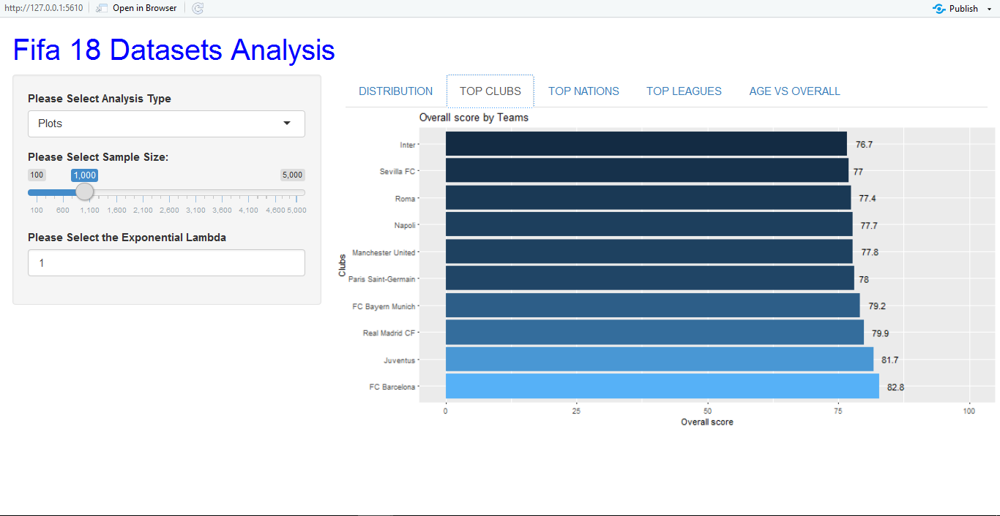 http://127.0.0.1:5610 Open in Browser Publish
Fifa 18 Datasets Analysis
Please Select Analysis Type
Plots
Please Select Sample Size:
100 1,000 5,000
100 600 1,100 1,600 2,100 2,600 3,100 3,600 4,100 4,600 5,000
Please Select the Exponential Lambda
1
DISTRIBUTION TOP CLUBS TOP NATIONS TOP LEAGUES AGE VS OVERALL
Overall score by Teams
Clubs
Inter 76.7
Sevilla FC 77
Roma 77.4
Napoli 77.7
Manchester United 77.8
Paris Saint-Germain 78
FC Bayern Munich 79.2
Real Madrid CF 79.9
Juventus 81.7
FC Barcelona 82.8
0 25 50 75 100
Overall score